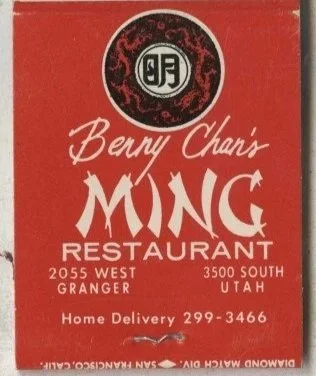 明
Benny Chan's
MING
RESTAURANT
2055 WEST 3500 SOUTH
GRANGER UTAH
Home Delivery 299-3466
DIAMOND MATCH DIV. SAN FRANCISCO, CALIF.